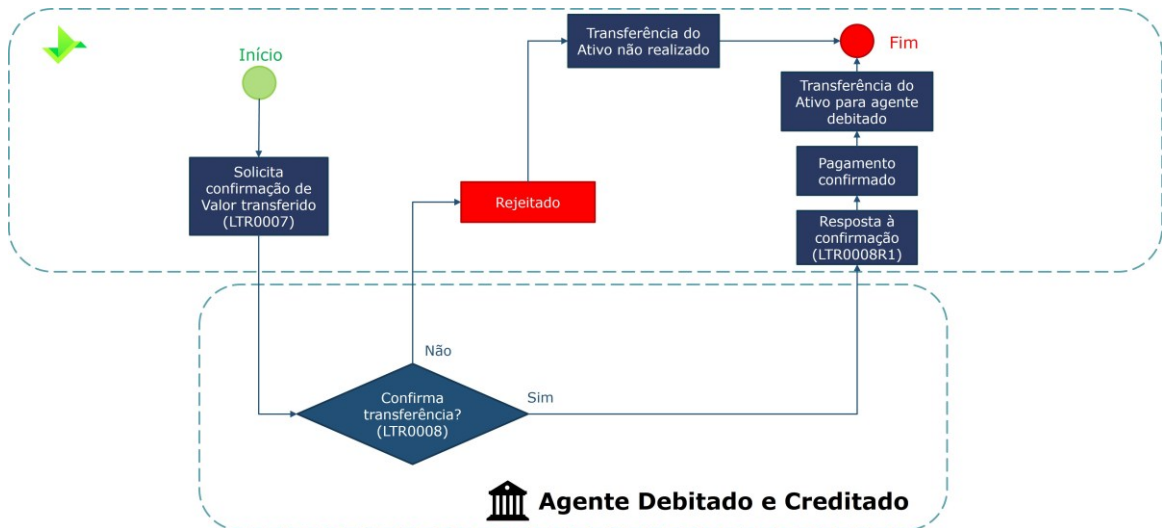 Início
Solicita
confirmação de
Valor transferido
(LTR0007)
Rejeitado
Transferência do
Ativo não realizado
Fim
Transferência do
Ativo para agente
debitado
Pagamento
confirmado
Resposta à
confirmação
(LTR0008R1)
Não
Confirma
transferência?
(LTR0008)
Sim
Agente Debitado e Creditado